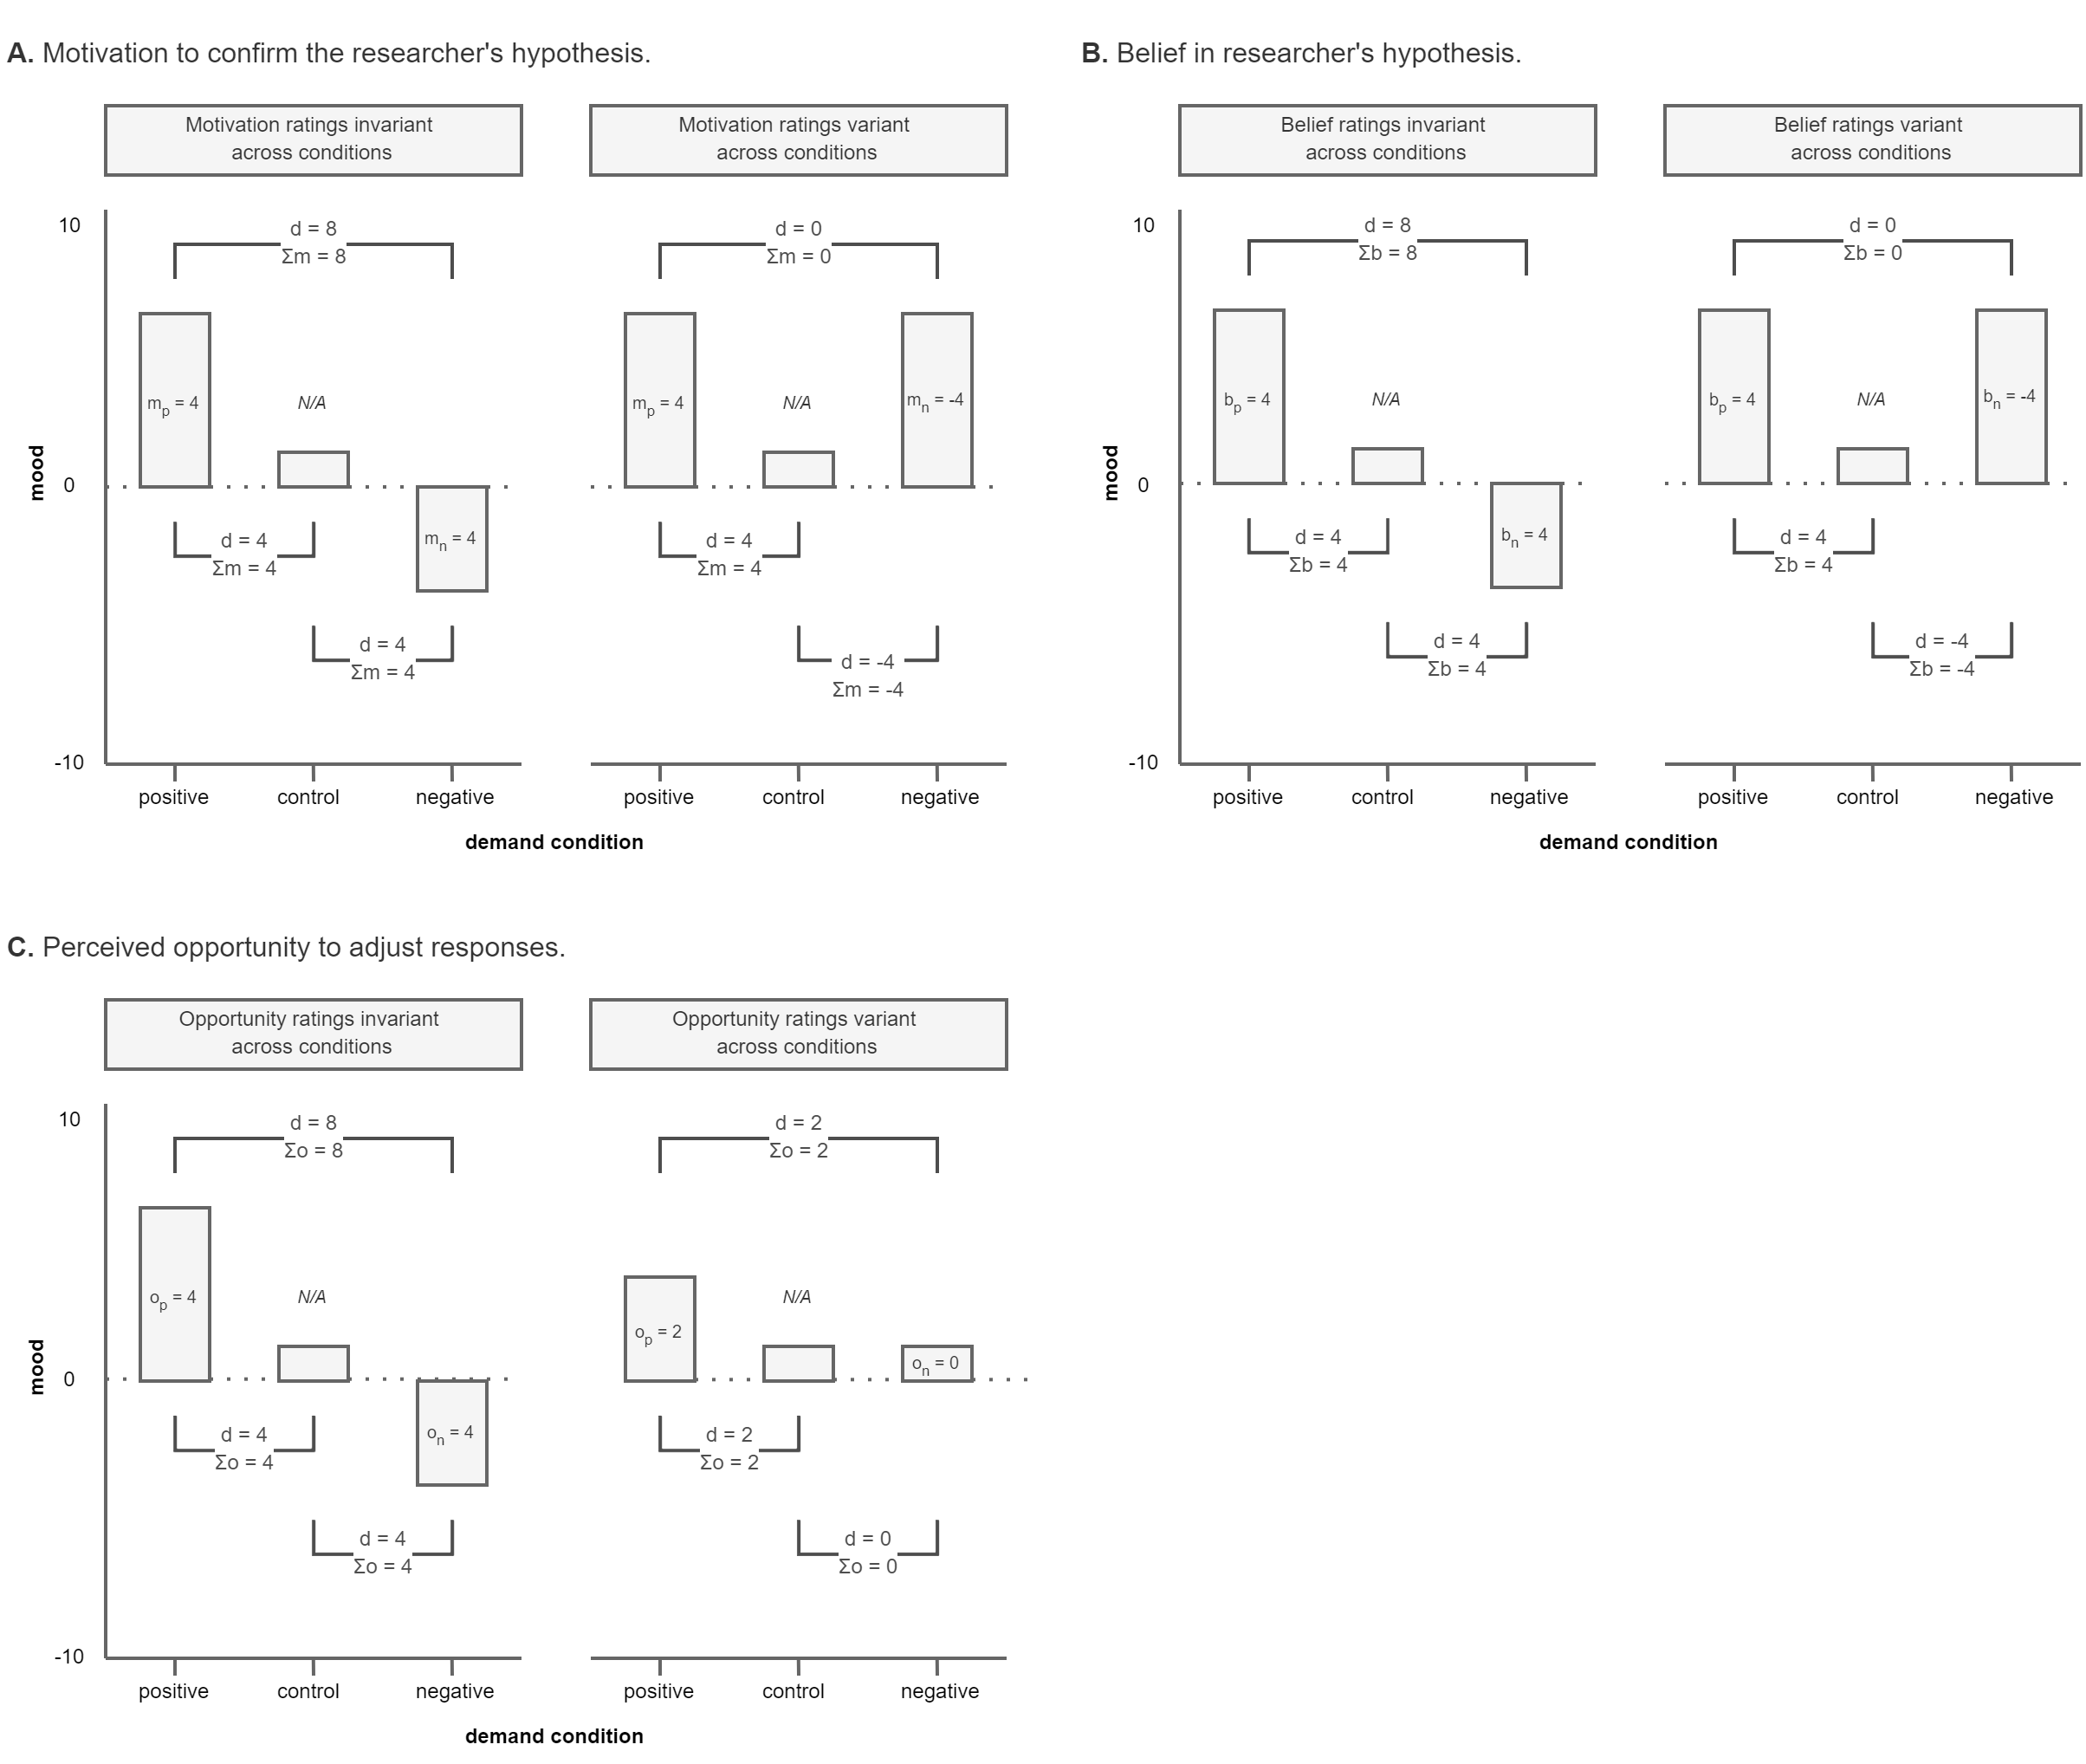 A. Motivation to confirm the researcher's hypothesis.
Motivation ratings invariant
across conditions
Motivation ratings variant
across conditions
10
0
-10
mood
d = 8
Σm = 8
mp = 4
N/A
mn = 4
d = 4
Σm = 4
d = 4
Σm = 4
positive
control
negative
d = 0
Σm = 0
mp = 4
N/A
mn = -4
d = 4
Σm = 4
d = -4
Σm = -4
positive
control
negative
demand condition
B. Belief in researcher's hypothesis.
Belief ratings invariant
across conditions
Belief ratings variant
across conditions
10
0
-10
mood
d = 8
Σb = 8
bp = 4
N/A
bn = 4
d = 4
Σb = 4
d = 4
Σb = 4
positive
control
negative
d = 0
Σb = 0
bp = 4
N/A
bn = -4
d = 4
Σb = 4
d = -4
Σb = -4
positive
control
negative
demand condition
C. Perceived opportunity to adjust responses.
Opportunity ratings invariant
across conditions
Opportunity ratings variant
across conditions
10
0
-10
mood
d = 8
Σo = 8
op = 4
N/A
on = 4
d = 4
Σo = 4
d = 4
Σo = 4
positive
control
negative
d = 2
Σo = 2
op = 2
N/A
on = 0
d = 2
Σo = 2
d = 0
Σo = 0
positive
control
negative
demand condition